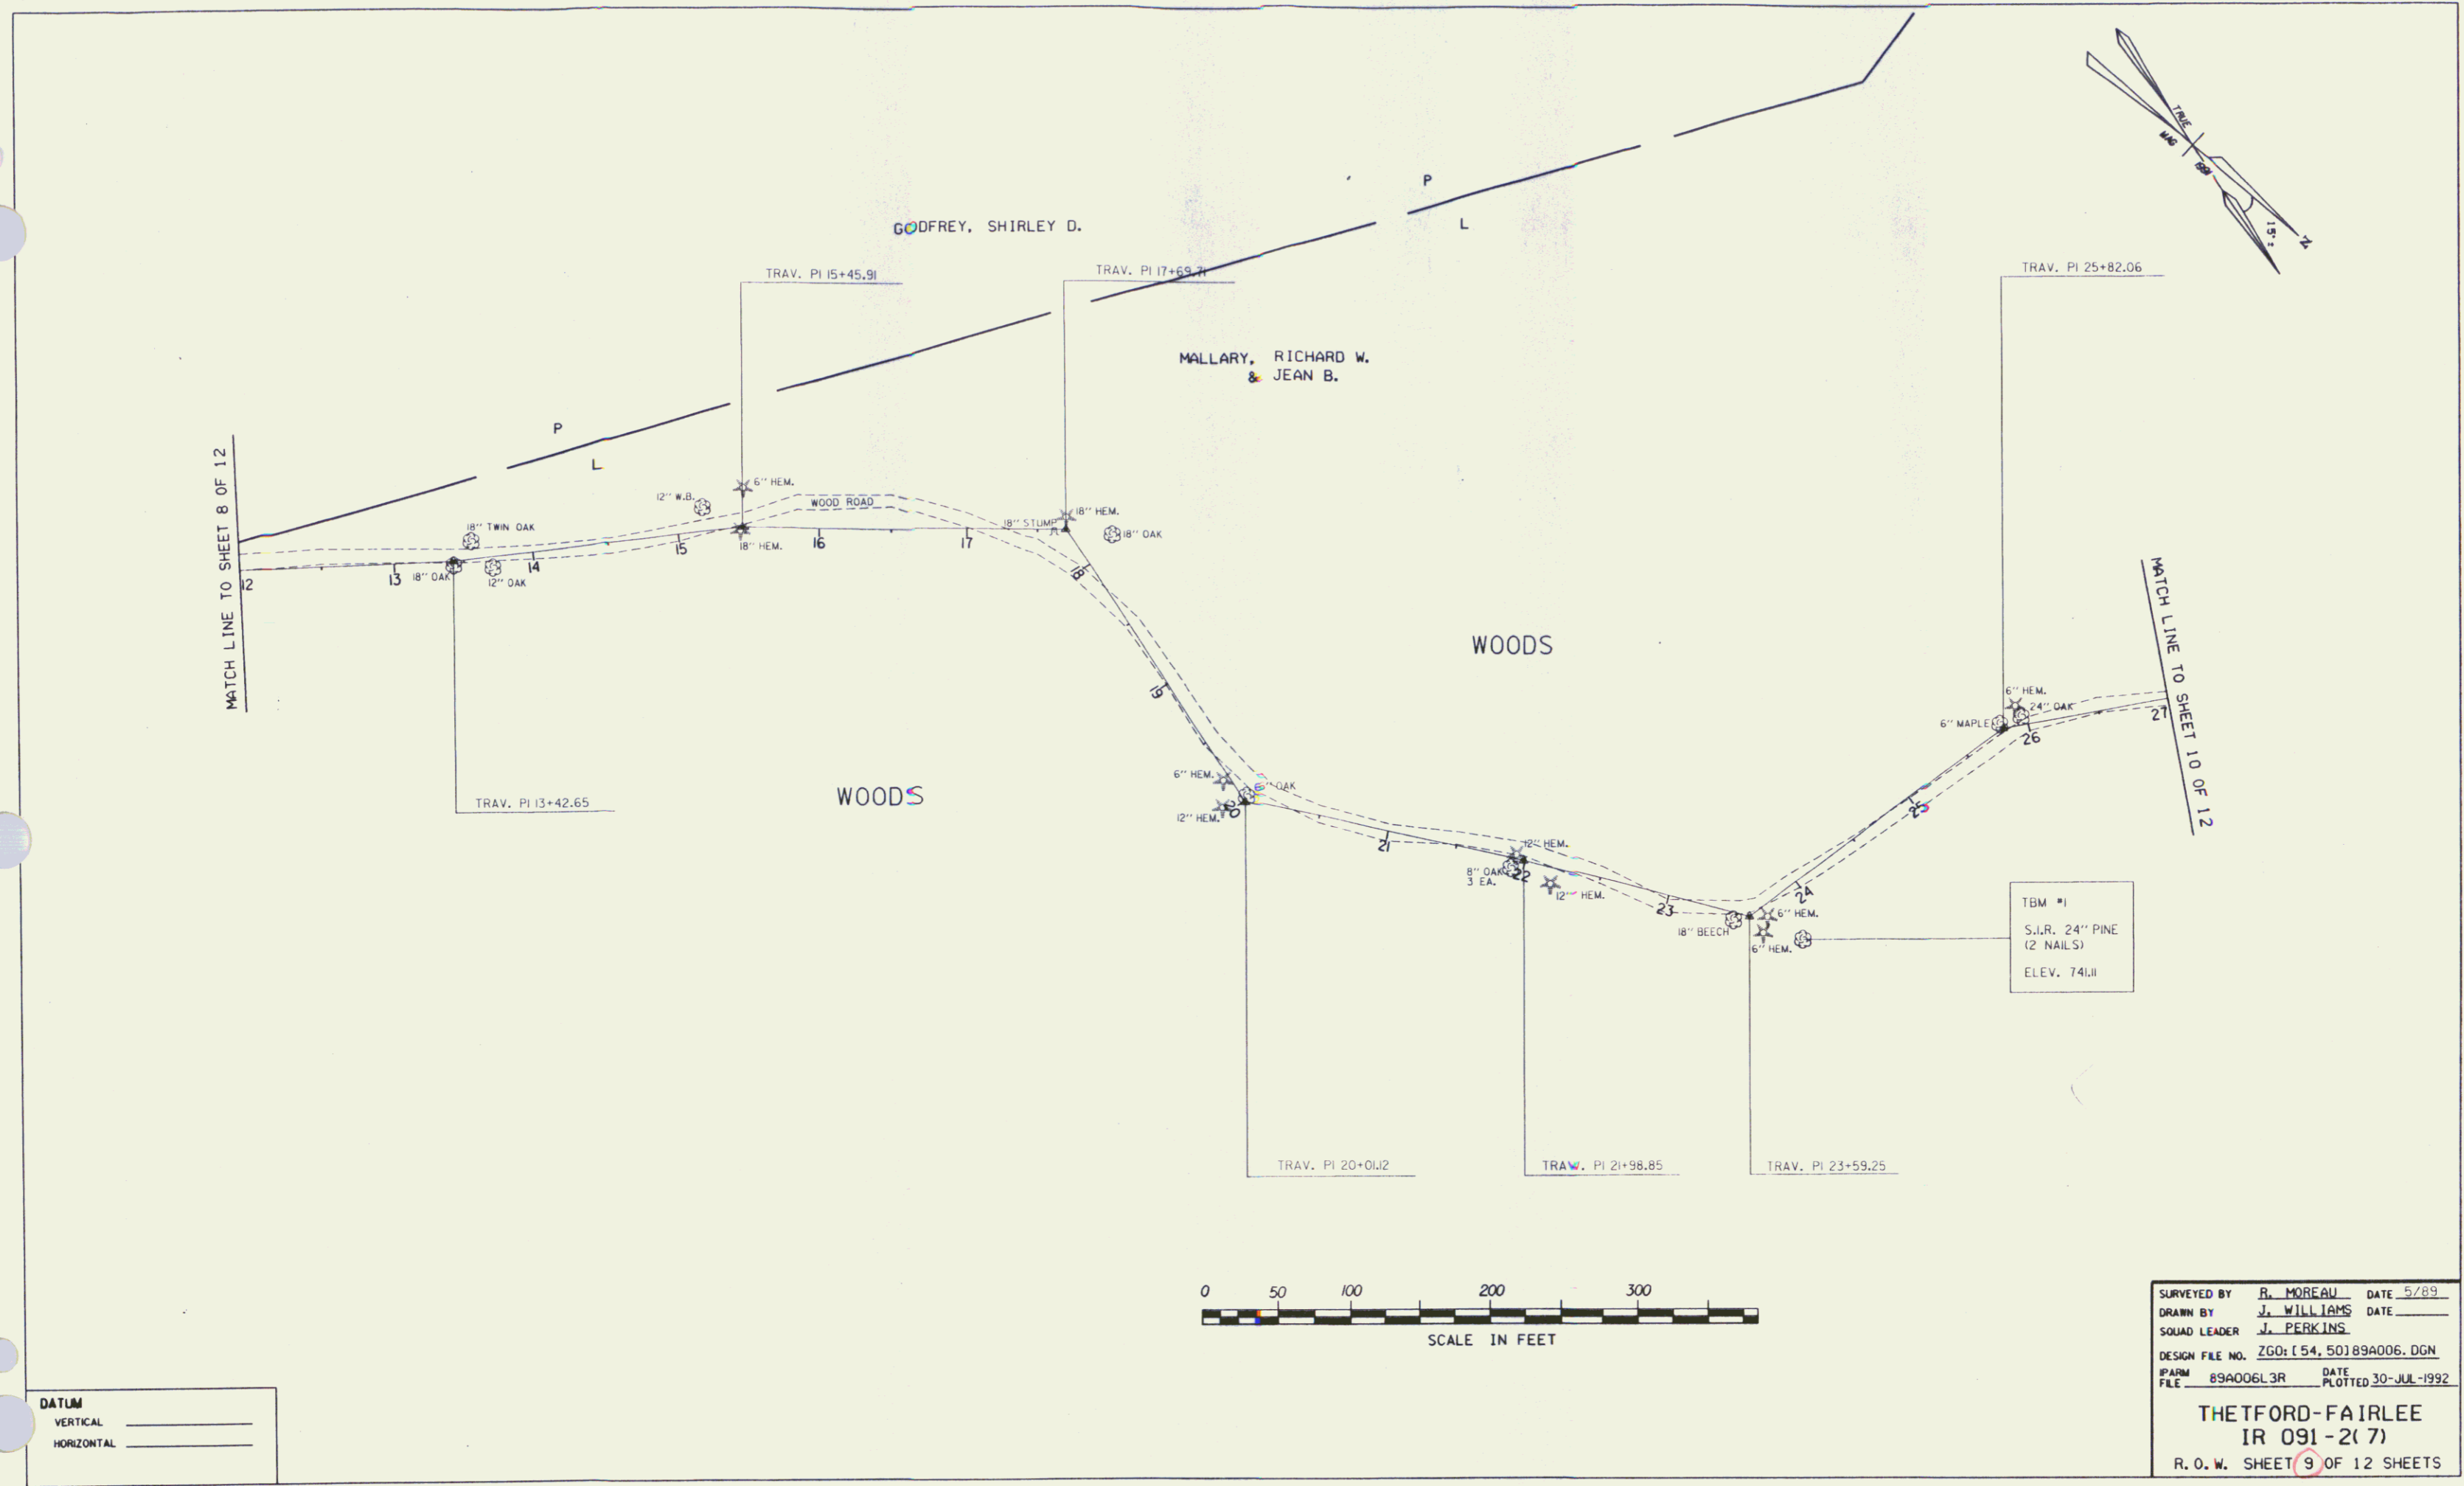 TRUE
MAG
1991
N
P
L
GODFREY, SHIRLEY D.
TRAV. PI 15+45.91
TRAV. PI 17+69.71
TRAV. PI 25+82.06
MALLARY, RICHARD W.
& JEAN B.
P
L
MATCH LINE TO SHEET 8 OF 12
12" W.B.
6" HEM.
WOOD ROAD
18" TWIN OAK
18" STUMP
18" HEM.
18" OAK
12
13
18" OAK
12" OAK
14
15
18" HEM.
16
17
18
19
WOODS
WOODS
MATCH LINE TO SHEET 10 OF 12
6" HEM.
24" OAK
6" MAPLE
26
27
6" HEM.
OAK
12" HEM.
20
TRAV. PI 13+42.65
21
12" HEM.
8" OAK
3 EA.
22
12" HEM.
23
24
25
18" BEECH
6" HEM.
6" HEM.
TBM #1
S.I.R. 24" PINE
(2 NAILS)
ELEV. 741.11
TRAV. PI 20+01.12
TRAV. PI 21+98.85
TRAV. PI 23+59.25
0 50 100 200 300
SCALE IN FEET
DATUM
VERTICAL
HORIZONTAL
SURVEYED BY R. MOREAU DATE 5/89
DRAWN BY J. WILLIAMS DATE
SQUAD LEADER J. PERKINS
DESIGN FILE NO. ZG0:[54,50]89A006.DGN
IPARM FILE 89A006L3R DATE PLOTTED 30-JUL-1992
THETFORD-FAIRLEE
IR 091-2(7)
R.O.W. SHEET 9 OF 12 SHEETS